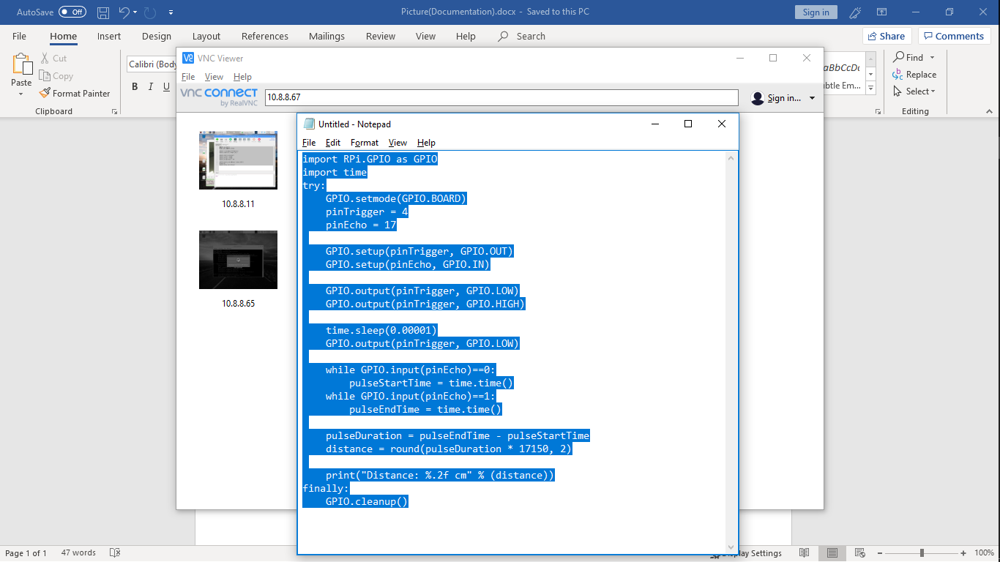 AutoSave Off
Picture(Documentation).docx - Saved to this PC
Sign in
File Home Insert Design Layout References Mailings Review View Help Search
Share Comments
Paste
Cut
Copy
Format Painter
Clipboard
Calibri (Body
B I U
aBbCcDc
btle Em...
Find
Replace
Select
Editing
VNC Viewer
File View Help
VNC CONNECT
by RealVNC
10.8.8.67
Sign in...
10.8.8.11
10.8.8.65
Untitled - Notepad
File Edit Format View Help
import RPi.GPIO as GPIO
import time
try:
    GPIO.setmode(GPIO.BOARD)
    pinTrigger = 4
    pinEcho = 17
    GPIO.setup(pinTrigger, GPIO.OUT)
    GPIO.setup(pinEcho, GPIO.IN)
    GPIO.output(pinTrigger, GPIO.LOW)
    GPIO.output(pinTrigger, GPIO.HIGH)
    time.sleep(0.00001)
    GPIO.output(pinTrigger, GPIO.LOW)
    while GPIO.input(pinEcho)==0:
        pulseStartTime = time.time()
    while GPIO.input(pinEcho)==1:
        pulseEndTime = time.time()
    pulseDuration = pulseEndTime - pulseStartTime
    distance = round(pulseDuration * 17150, 2)
    print("Distance: %.2f cm" % (distance))
finally:
    GPIO.cleanup()
Page 1 of 1 47 words
Display Settings
100%